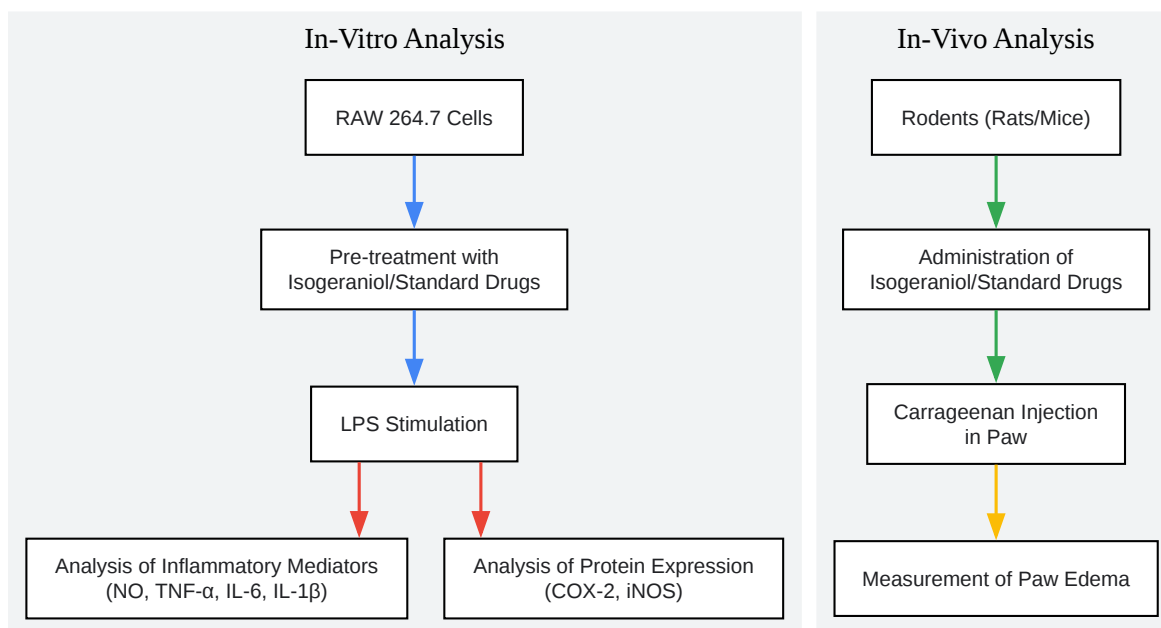 In-Vitro Analysis
RAW 264.7 Cells
Pre-treatment with
Isogeraniol/Standard Drugs
LPS Stimulation
Analysis of Inflammatory Mediators
(NO, TNF-α, IL-6, IL-1β)
Analysis of Protein Expression
(COX-2, iNOS)
In-Vivo Analysis
Rodents (Rats/Mice)
Administration of
Isogeraniol/Standard Drugs
Carrageenan Injection
in Paw
Measurement of Paw Edema